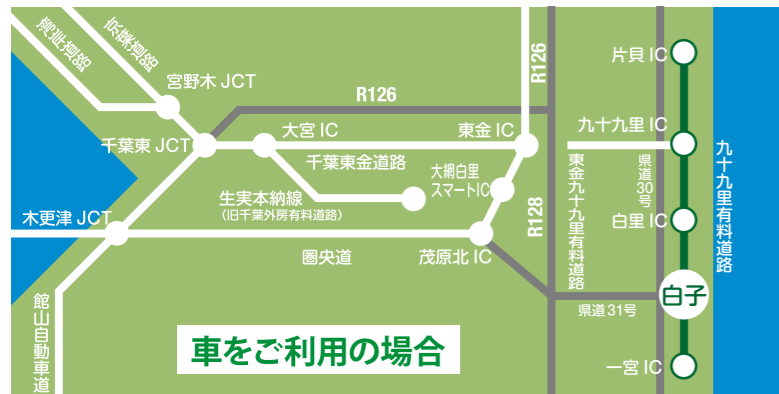 湾岸道路
京葉道路
宮野木 JCT
R126
R126
片貝 IC
千葉東 JCT
大宮 IC
東金 IC
九十九里 IC
千葉東金道路
大網白里
スマートIC
生実本納線
(旧千葉外房有料道路)
東金九十九里有料道路
県道30号
九十九里有料道路
木更津 JCT
R128
白里 IC
圏央道
茂原北 IC
白子
県道31号
館山自動車道
車をご利用の場合
一宮 IC